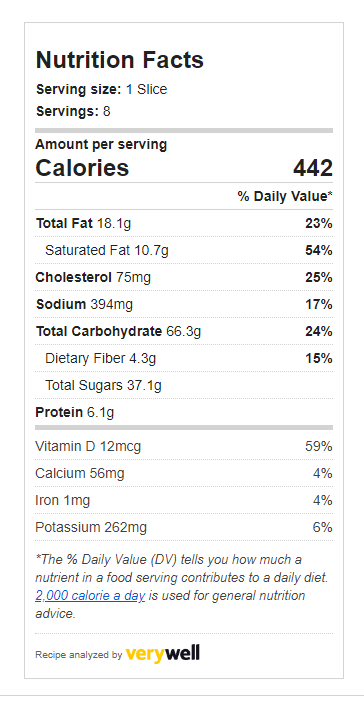 Nutrition Facts
Serving size: 1 Slice
Servings: 8
Amount per serving
Calories 442
% Daily Value*
Total Fat 18.1g 23%
Saturated Fat 10.7g 54%
Cholesterol 75mg 25%
Sodium 394mg 17%
Total Carbohydrate 66.3g 24%
Dietary Fiber 4.3g 15%
Total Sugars 37.1g
Protein 6.1g
Vitamin D 12mcg 59%
Calcium 56mg 4%
Iron 1mg 4%
Potassium 262mg 6%
*The % Daily Value (DV) tells you how much a
nutrient in a food serving contributes to a daily diet.
2,000 calorie a day is used for general nutrition
advice.
Recipe analyzed by verywell